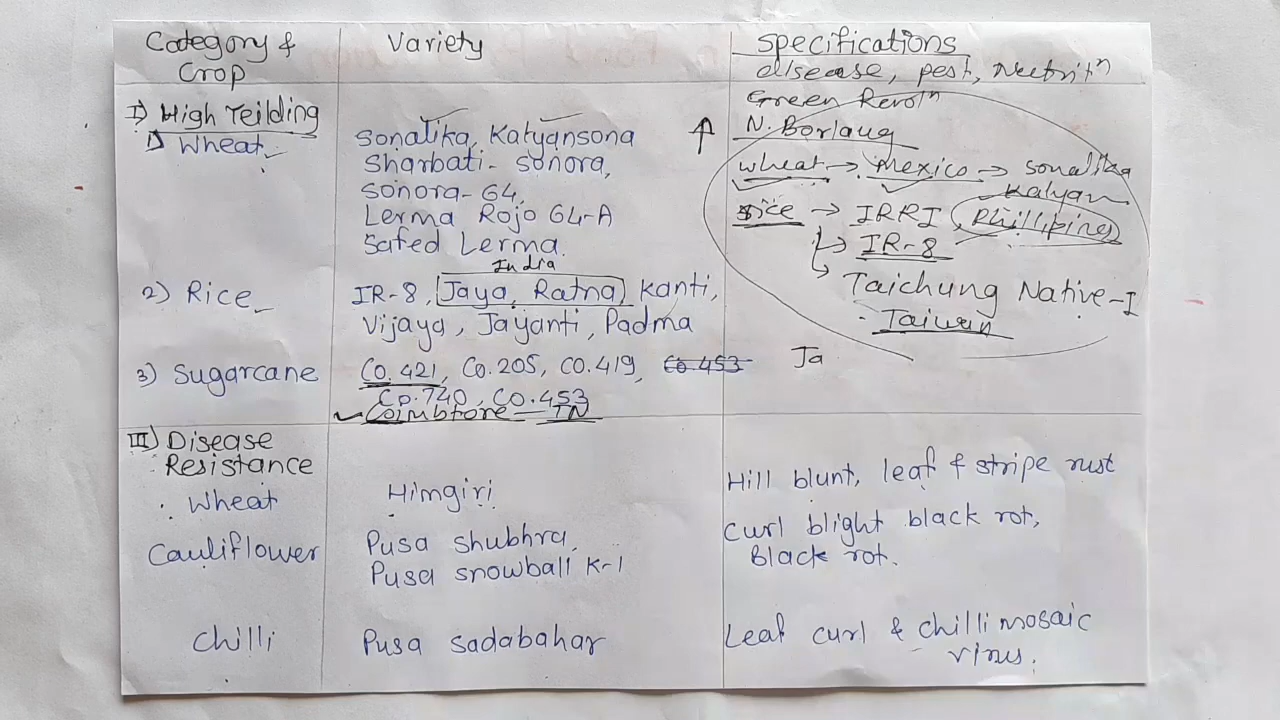 Category & Crop
Variety
Specifications
disease, pest, Neutritⁿ
I) High Teilding
1) Wheat
Sonalika, Kalyansona
Sharbati-sonora,
Sonora-64,
Lerma Rojo 64-A
Safed Lerma.
Green Revolⁿ
N. Borlaug
wheat → Mexico → sonalika
Kalyan
rice → IRRI, Phillipines
↳ IR-8
↳ Taichung Native-I
Taiwan
India
2) Rice
IR-8, Jaya, Ratna, Kanti,
Vijaya, Jayanti, Padma
Ja
3) Sugarcane
Co.421, Co.205, CO.419, Co.453
Co.740, CO.453
Coimbtore - TN
II) Disease
Resistance
Wheat
Himgiri
Hill blunt, leaf & stripe rust
Cauliflower
Pusa shubhra,
Pusa snowball K-1
Curl blight black rot,
Black rot.
Chilli
Pusa sadabahar
Leaf curl & chilli mosaic
virus.